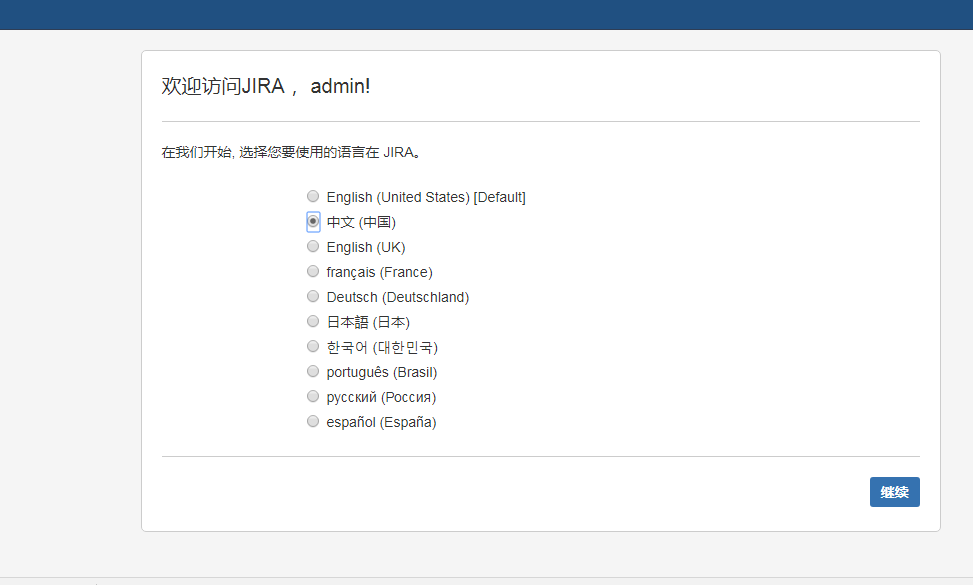 欢迎访问JIRA， admin!
在我们开始, 选择您要使用的语言在 JIRA。
English (United States) [Default]
中文 (中国)
English (UK)
français (France)
Deutsch (Deutschland)
日本語 (日本)
한국어 (대한민국)
português (Brasil)
русский (Россия)
español (España)
继续